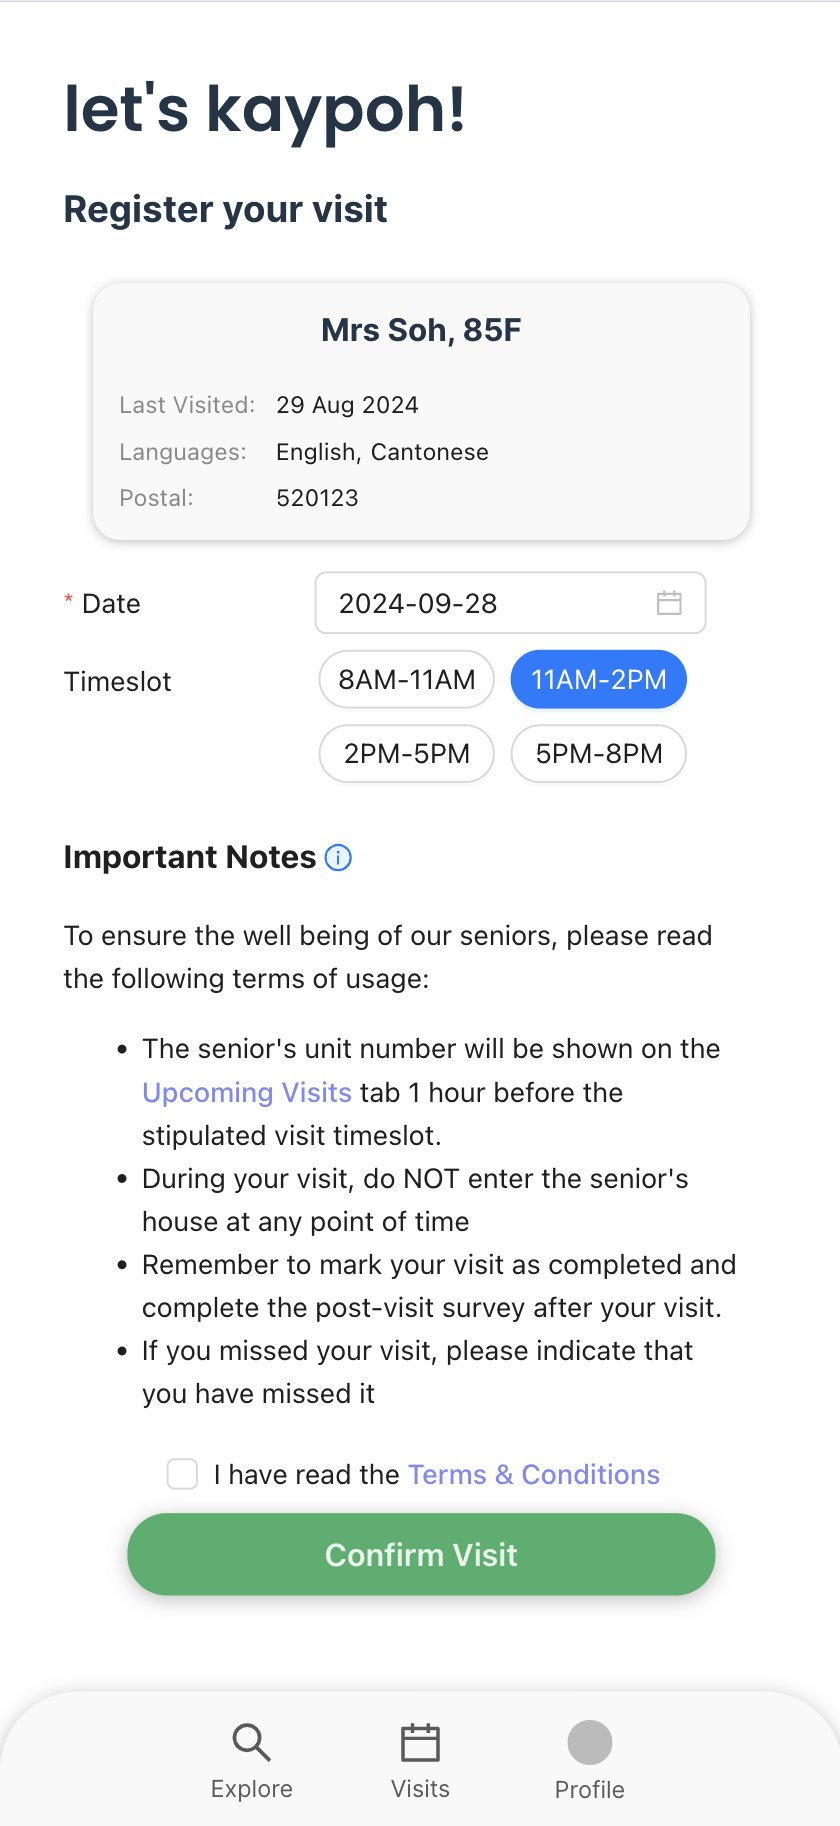 let's kaypoh!
Register your visit
Mrs Soh, 85F
Last Visited: 29 Aug 2024
Languages: English, Cantonese
Postal: 520123
* Date 2024-09-28
Timeslot 8AM-11AM 11AM-2PM
2PM-5PM 5PM-8PM
Important Notes
To ensure the well being of our seniors, please read
the following terms of usage:
• The senior's unit number will be shown on the
Upcoming Visits tab 1 hour before the
stipulated visit timeslot.
• During your visit, do NOT enter the senior's
house at any point of time
• Remember to mark your visit as completed and
complete the post-visit survey after your visit.
• If you missed your visit, please indicate that
you have missed it
I have read the Terms & Conditions
Confirm Visit
Explore Visits Profile